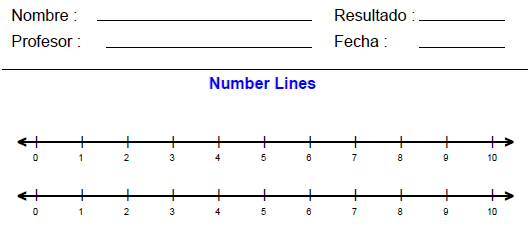 Nombre : Resultado :
Profesor : Fecha :
Number Lines
0 1 2 3 4 5 6 7 8 9 10
0 1 2 3 4 5 6 7 8 9 10